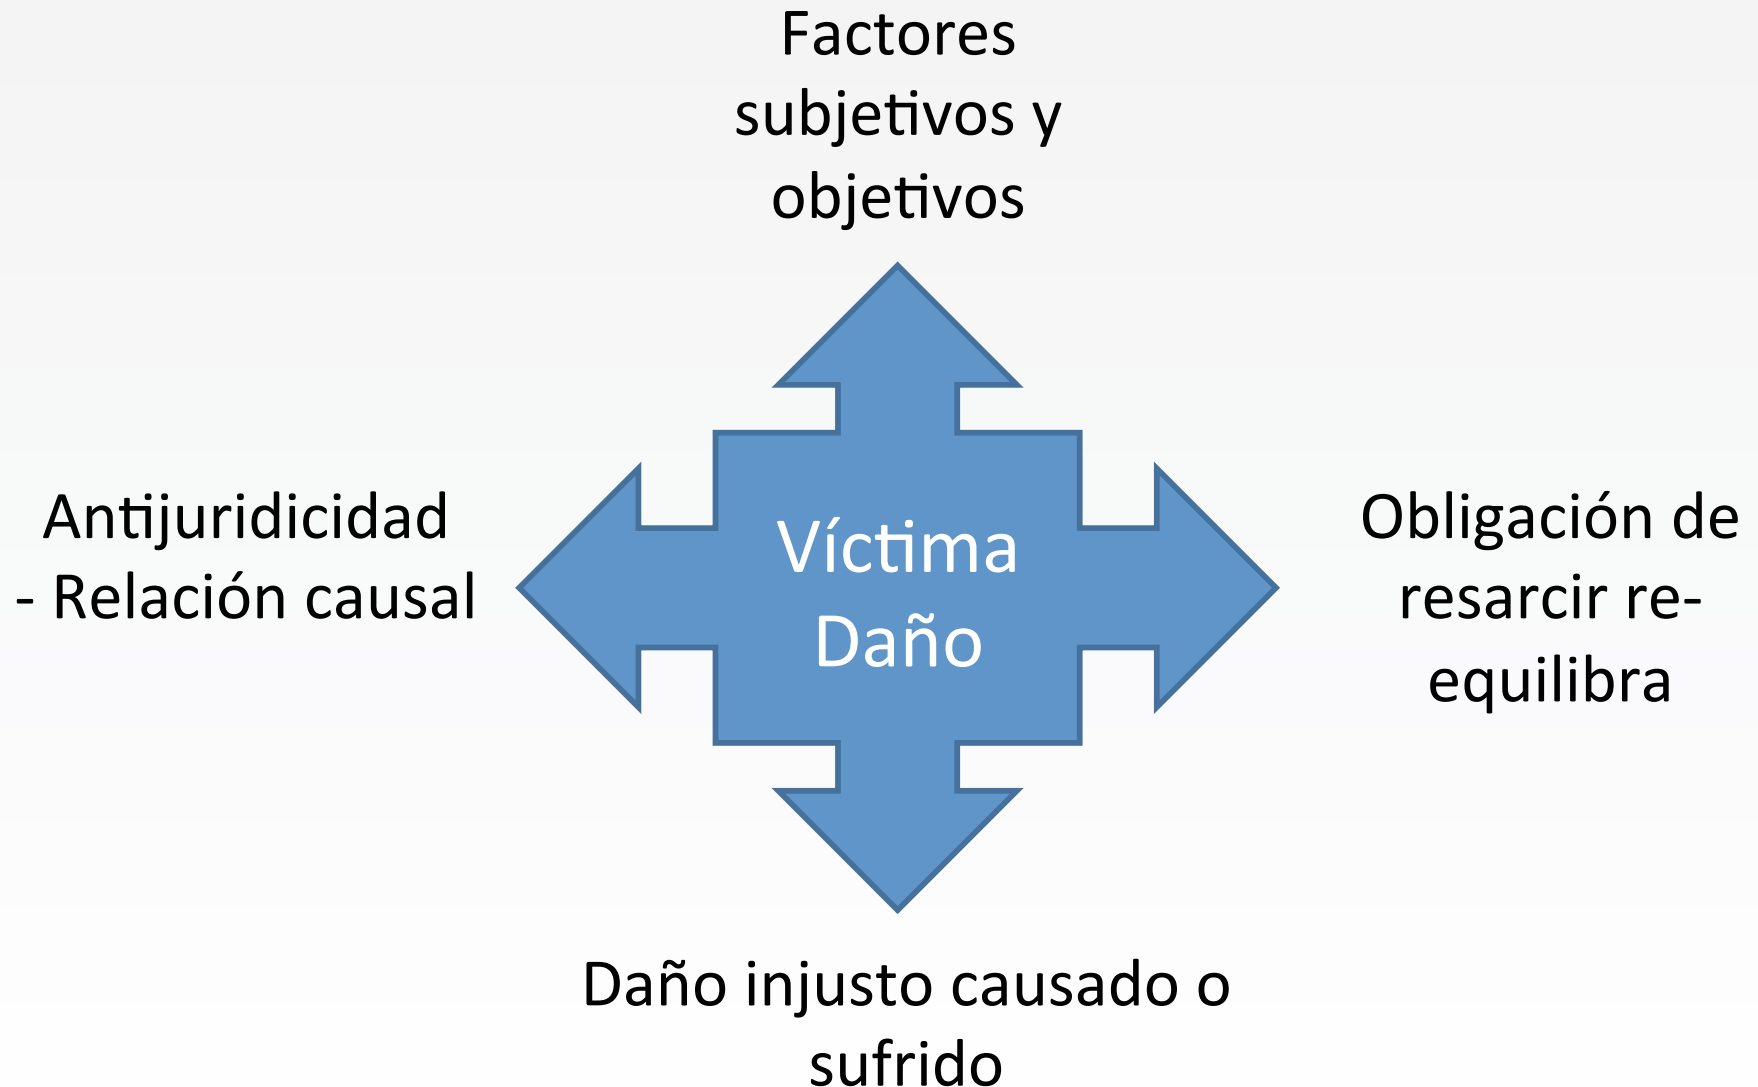 Factores
subjetivos y
objetivos
Antijuridicidad
- Relación causal
Víctima
Daño
Obligación de
resarcir re-
equilibra
Daño injusto causado o
sufrido